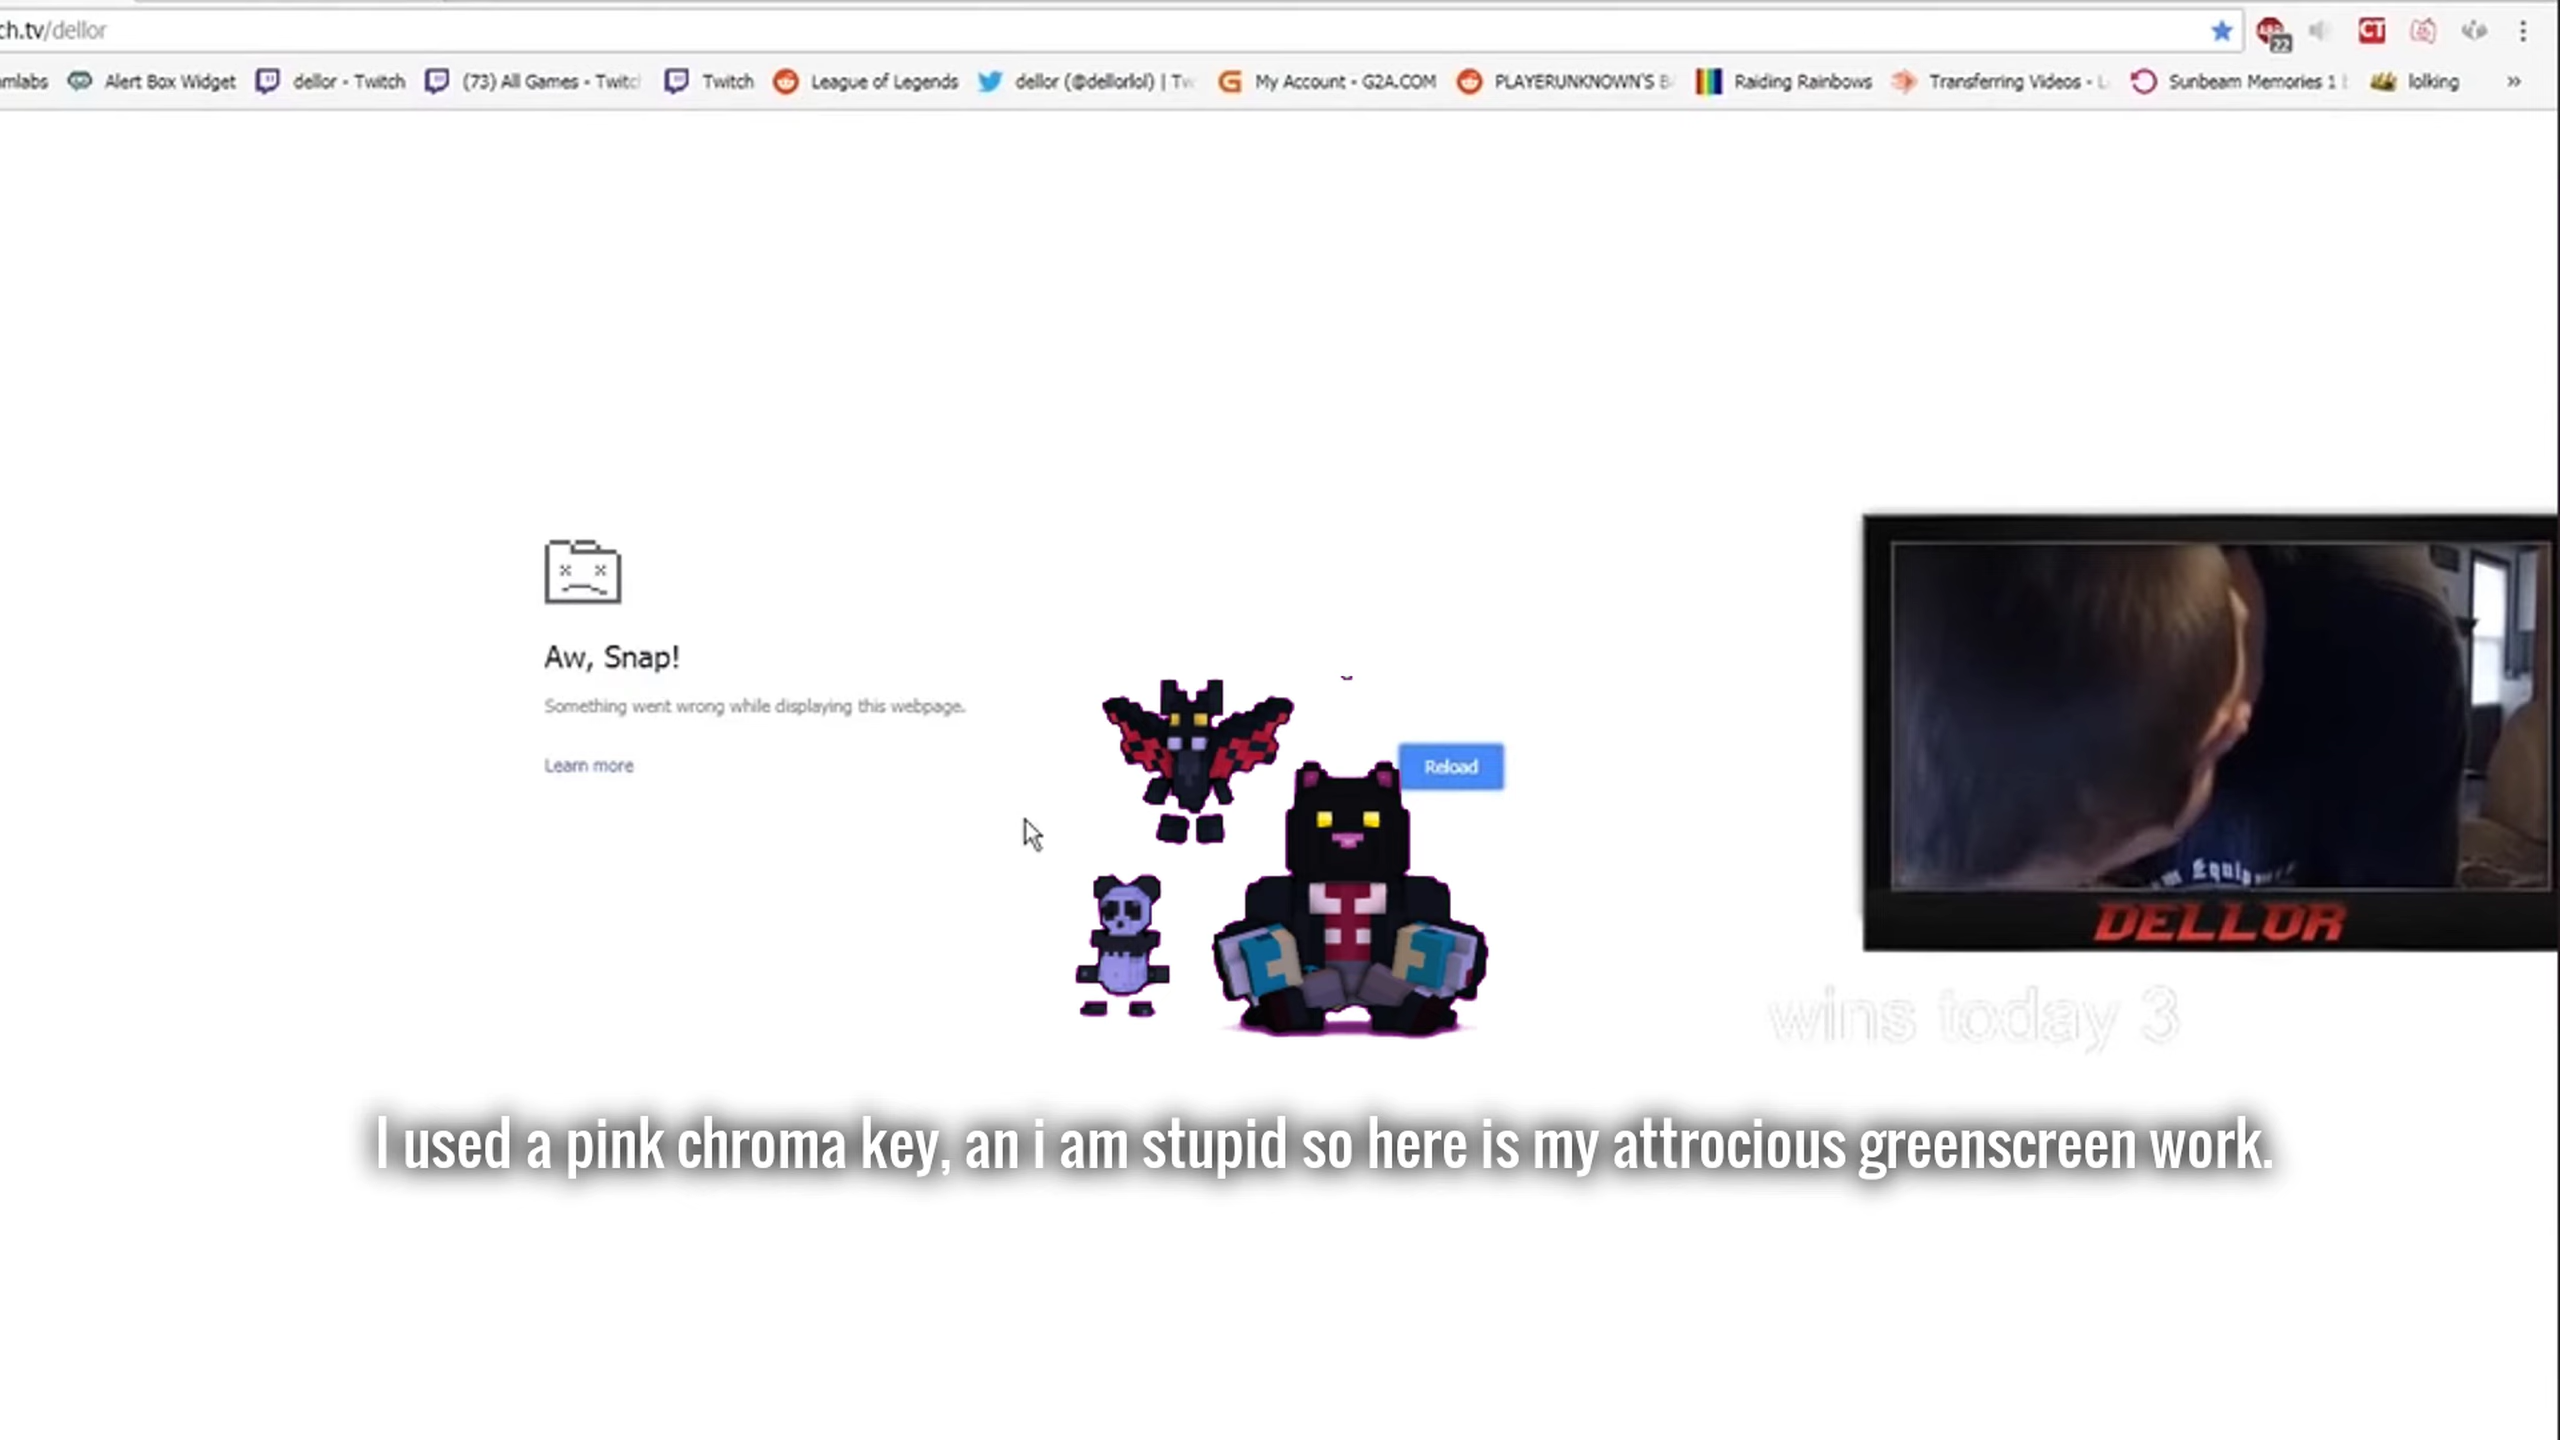 ch.tv/dellor
22
CT
mlabs Alert Box Widget dellor - Twitch (73) All Games - Twitc Twitch League of Legends dellor (@dellorlol) | Tw My Account - G2A.COM PLAYERUNKNOWN'S B Raiding Rainbows Transferring Videos - L Sunbeam Memories 1 lolking »
Aw, Snap!
Something went wrong while displaying this webpage.
Learn more
Reload
DELLOR
wins today 3
I used a pink chroma key, an i am stupid so here is my attrocious greenscreen work.